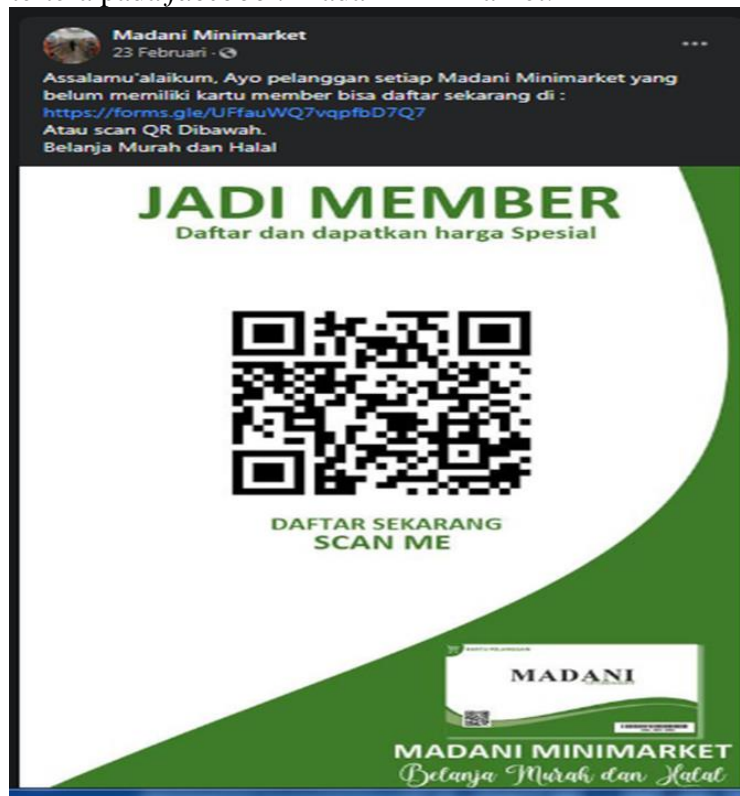 Madani Minimarket
23 Februari ·
Assalamu'alaikum, Ayo pelanggan setiap Madani Minimarket yang
belum memiliki kartu member bisa daftar sekarang di :
https://forms.gle/UFfauWQ7vqpfbD7Q7
Atau scan QR Dibawah.
Belanja Murah dan Halal
JADI MEMBER
Daftar dan dapatkan harga Spesial
DAFTAR SEKARANG
SCAN ME
KARTU PELANGGAN
MADANI
MADANI MINIMARKET
Belanja Murah dan Halal